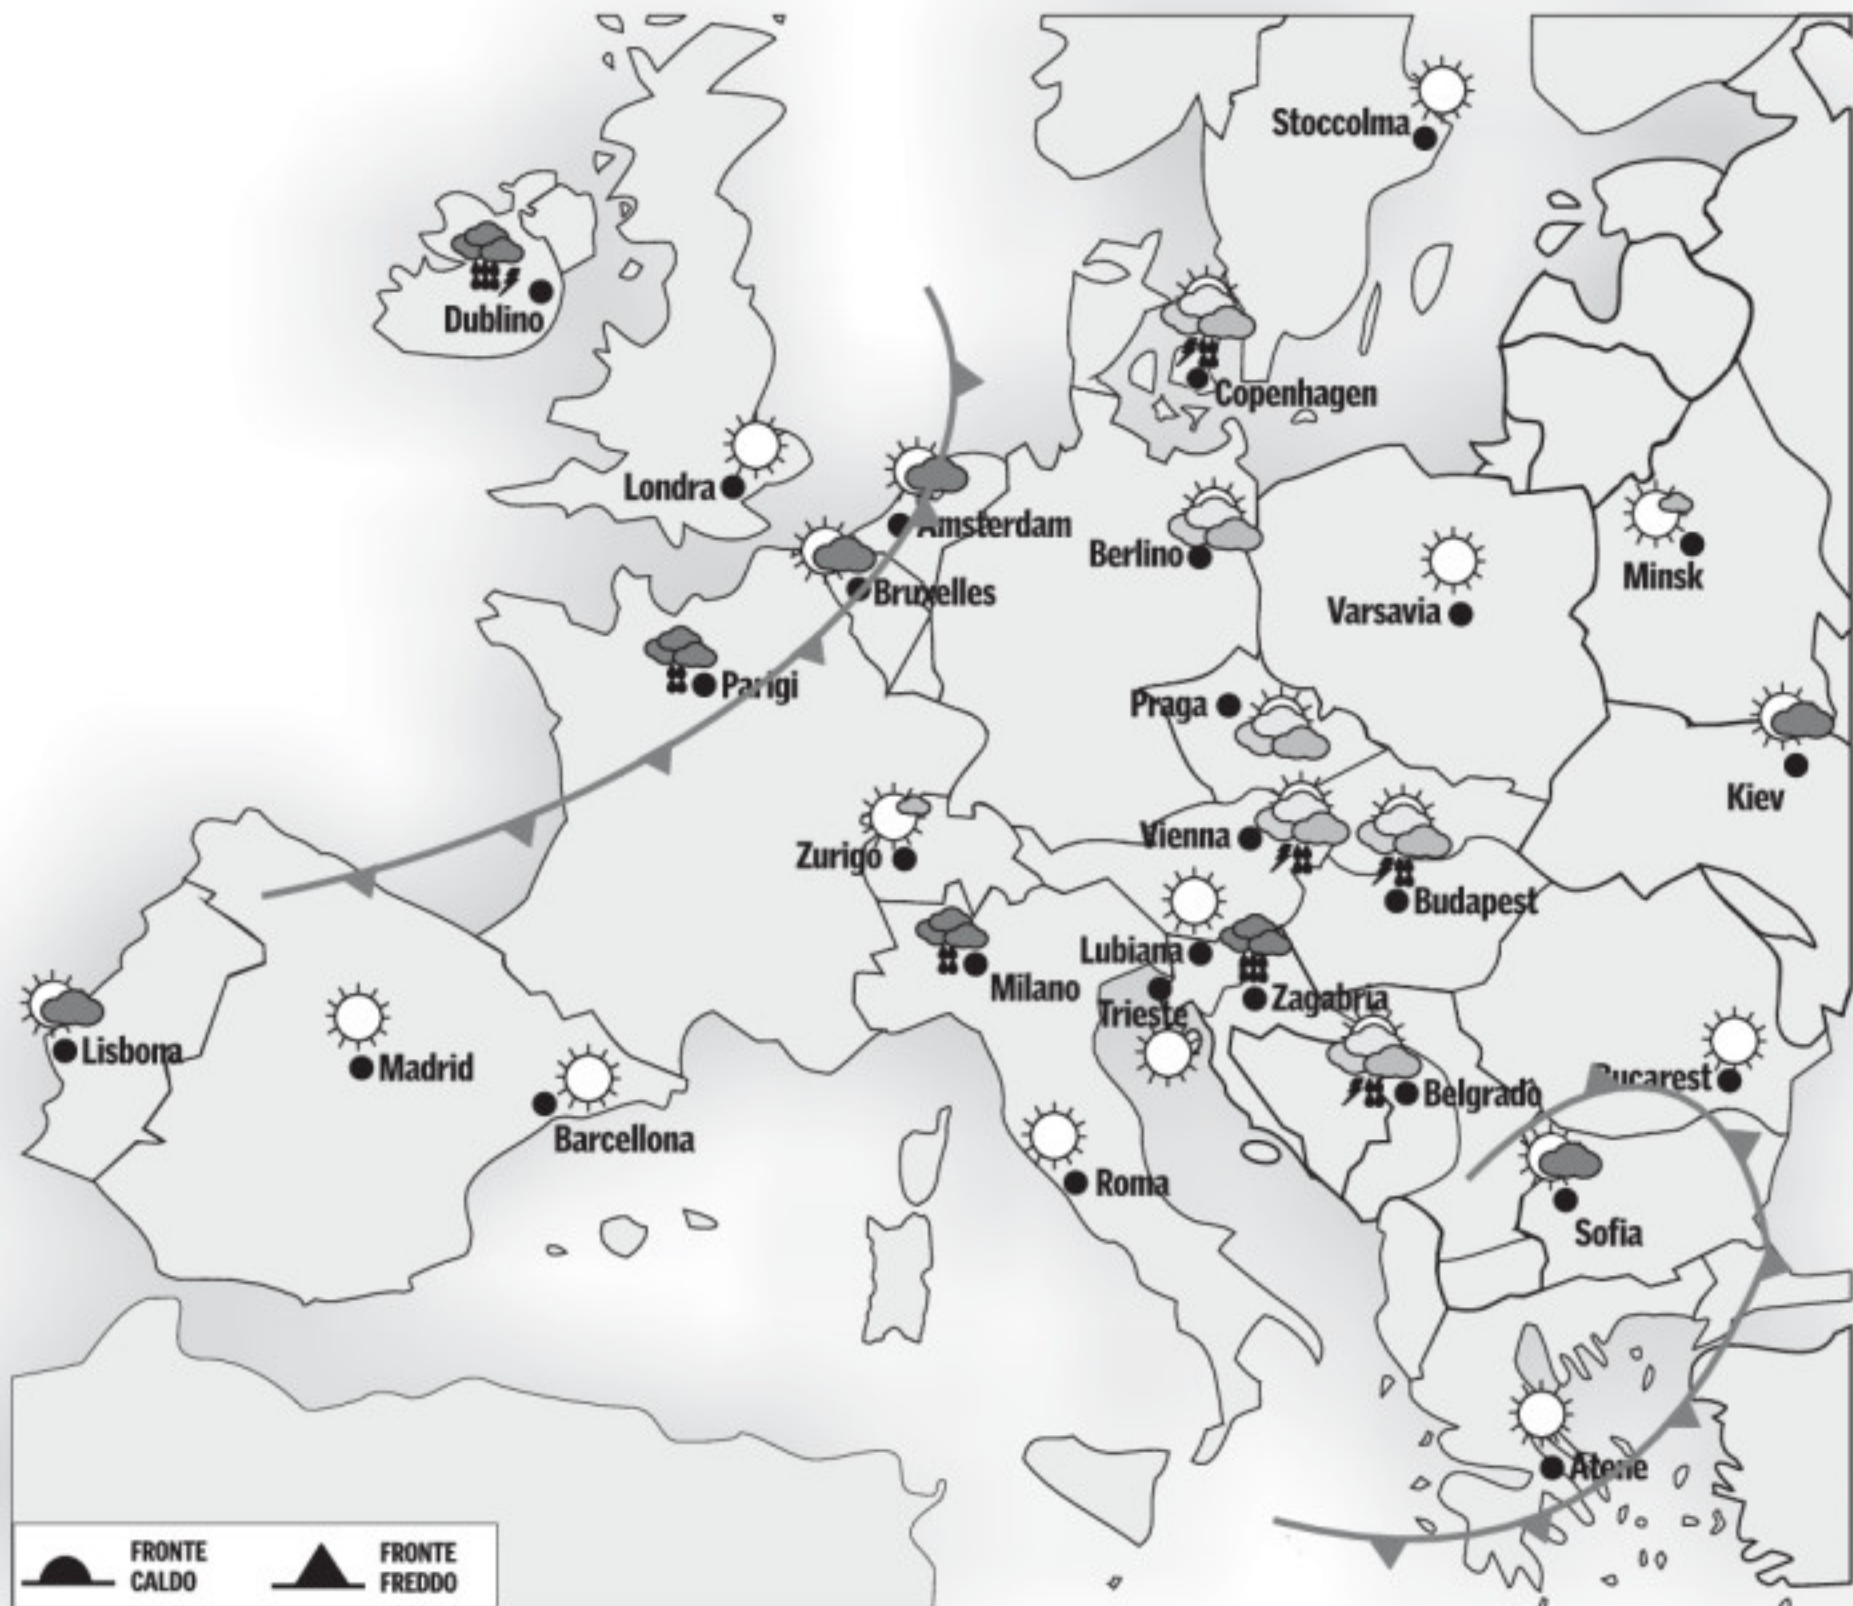 Stoccolma
Dublino
Copenhagen
Londra
Amsterdam
Berlino
Minsk
Bruxelles
Varsavia
Parigi
Praga
Kiev
Vienna
Zurigo
Budapest
Lubiana
Milano
Zagabria
Trieste
Lisbona
Madrid
Bucarest
Belgrado
Barcellona
Roma
Sofia
Atene
FRONTE
CALDO
FRONTE
FREDDO